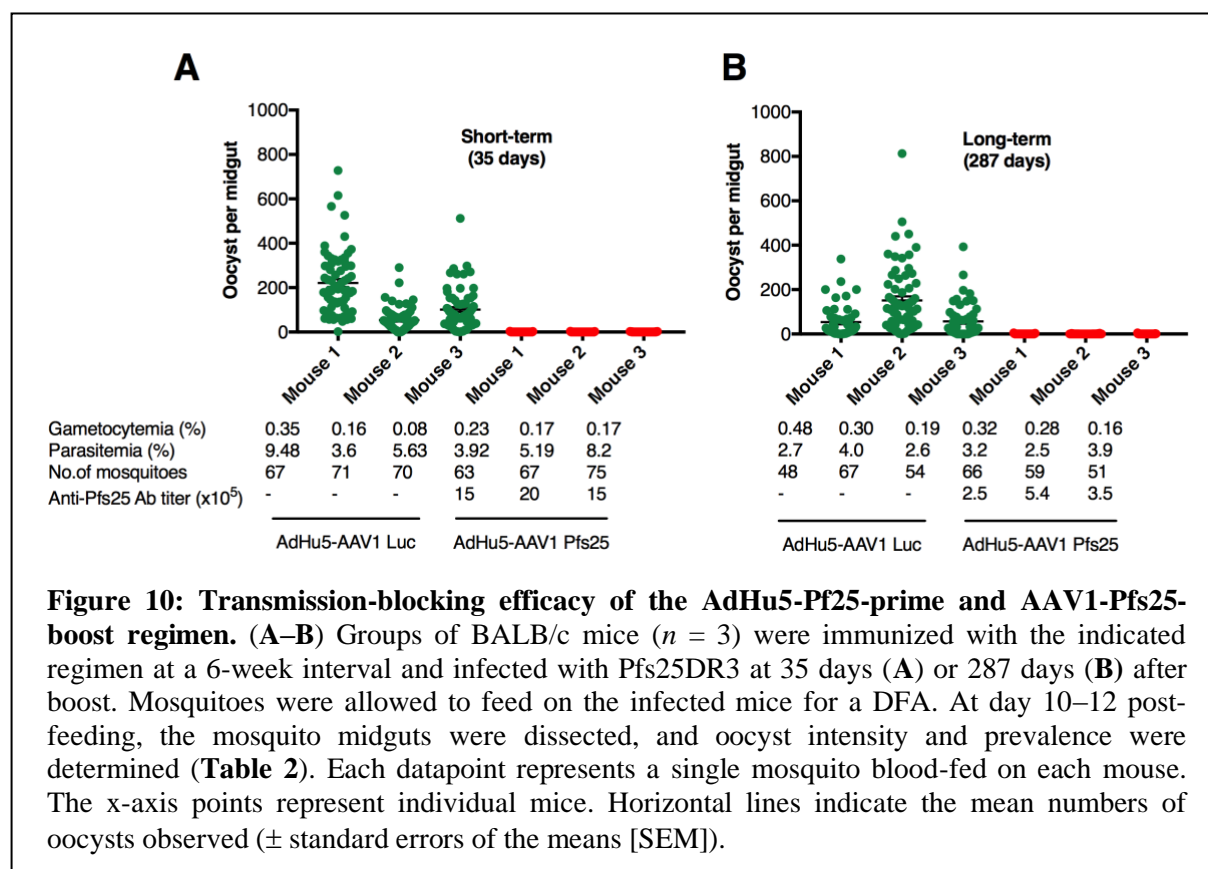 A
B
1000
800
600
400
200
0
Oocyst per midgut
Short-term
(35 days)
Mouse 1
Mouse 2
Mouse 3
Mouse 1
Mouse 2
Mouse 3
1000
800
600
400
200
0
Oocyst per midgut
Long-term
(287 days)
Mouse 1
Mouse 2
Mouse 3
Mouse 1
Mouse 2
Mouse 3
Gametocytemia (%) 0.35 0.16 0.08 0.23 0.17 0.17 0.48 0.30 0.19 0.32 0.28 0.16
Parasitemia (%) 9.48 3.6 5.63 3.92 5.19 8.2 2.7 4.0 2.6 3.2 2.5 3.9
No.of mosquitoes 67 71 70 63 67 75 48 67 54 66 59 51
Anti-Pfs25 Ab titer (x10⁵) - - - 15 20 15 - - - 2.5 5.4 3.5
AdHu5-AAV1 Luc AdHu5-AAV1 Pfs25 AdHu5-AAV1 Luc AdHu5-AAV1 Pfs25
Figure 10: Transmission-blocking efficacy of the AdHu5-Pf25-prime and AAV1-Pfs25-
boost regimen. (A–B) Groups of BALB/c mice (n = 3) were immunized with the indicated
regimen at a 6-week interval and infected with Pfs25DR3 at 35 days (A) or 287 days (B) after
boost. Mosquitoes were allowed to feed on the infected mice for a DFA. At day 10–12 post-
feeding, the mosquito midguts were dissected, and oocyst intensity and prevalence were
determined (Table 2). Each datapoint represents a single mosquito blood-fed on each mouse.
The x-axis points represent individual mice. Horizontal lines indicate the mean numbers of
oocysts observed (± standard errors of the means [SEM]).